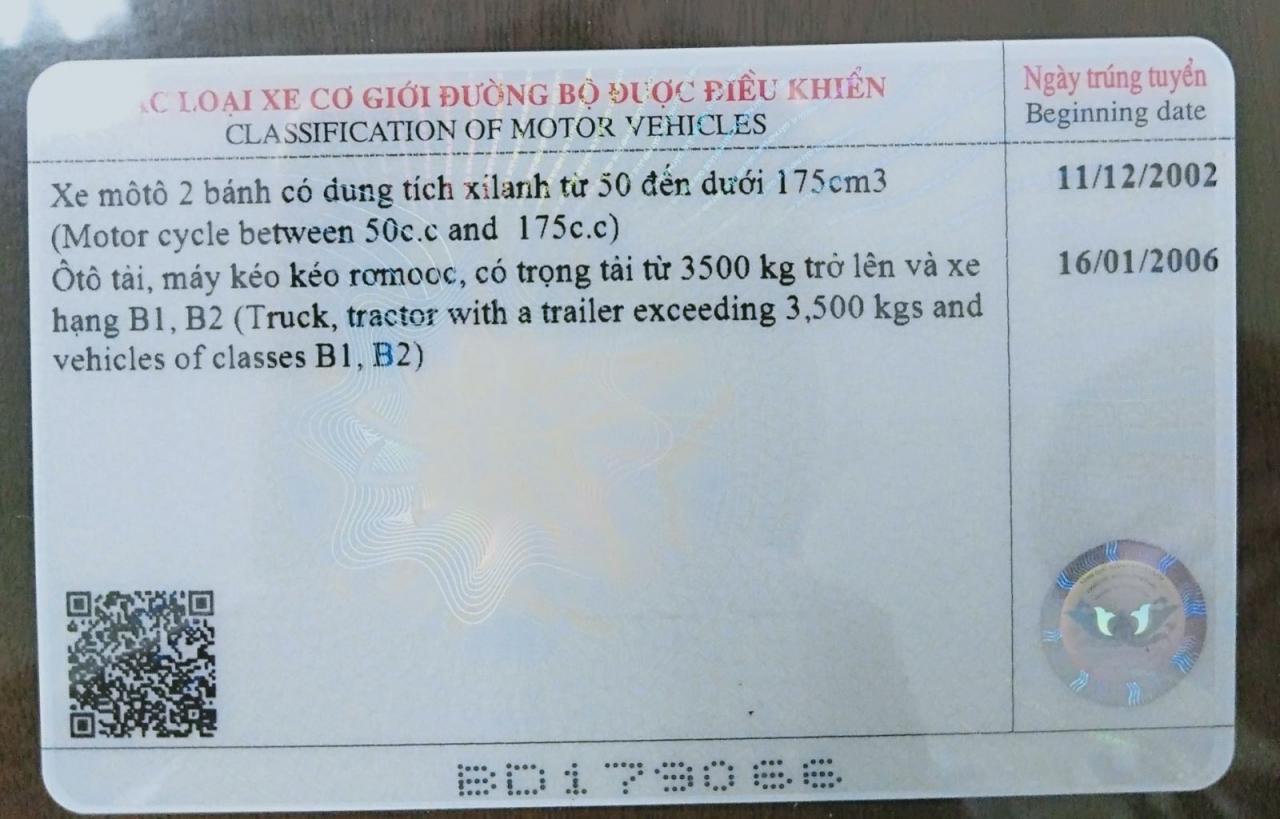 LOẠI XE CƠ GIỚI ĐƯỜNG BỘ ĐƯỢC ĐIỀU KHIỂN
CLASSIFICATION OF MOTOR VEHICLES
Ngày trúng tuyển
Beginning date
Xe môtô 2 bánh có dung tích xilanh từ 50 đến dưới 175cm3
(Motor cycle between 50c.c and 175c.c)
11/12/2002
Ôtô tải, máy kéo kéo rơmooc, có trọng tải từ 3500 kg trở lên và xe
hạng B1, B2 (Truck, tractor with a trailer exceeding 3,500 kgs and
vehicles of classes B1, B2)
16/01/2006
BD179066